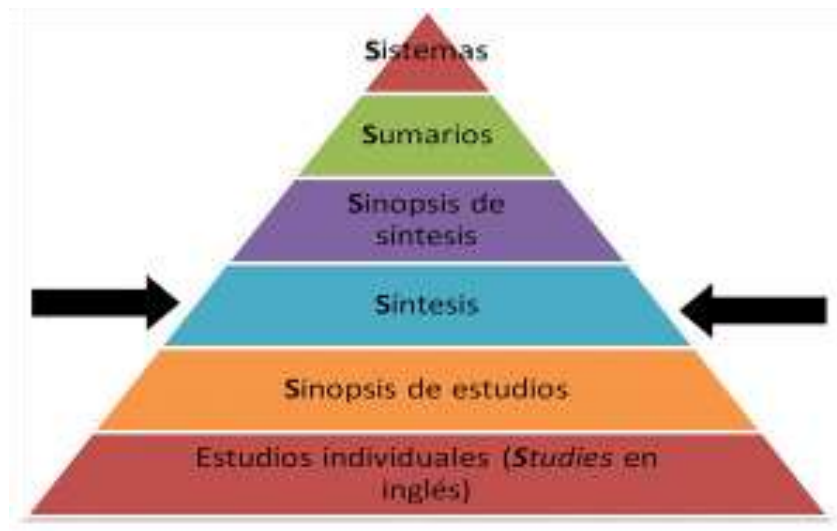 Sistemas
Sumarios
Sinopsis de
síntesis
Síntesis
Sinopsis de estudios
Estudios individuales (Studies en
inglés)